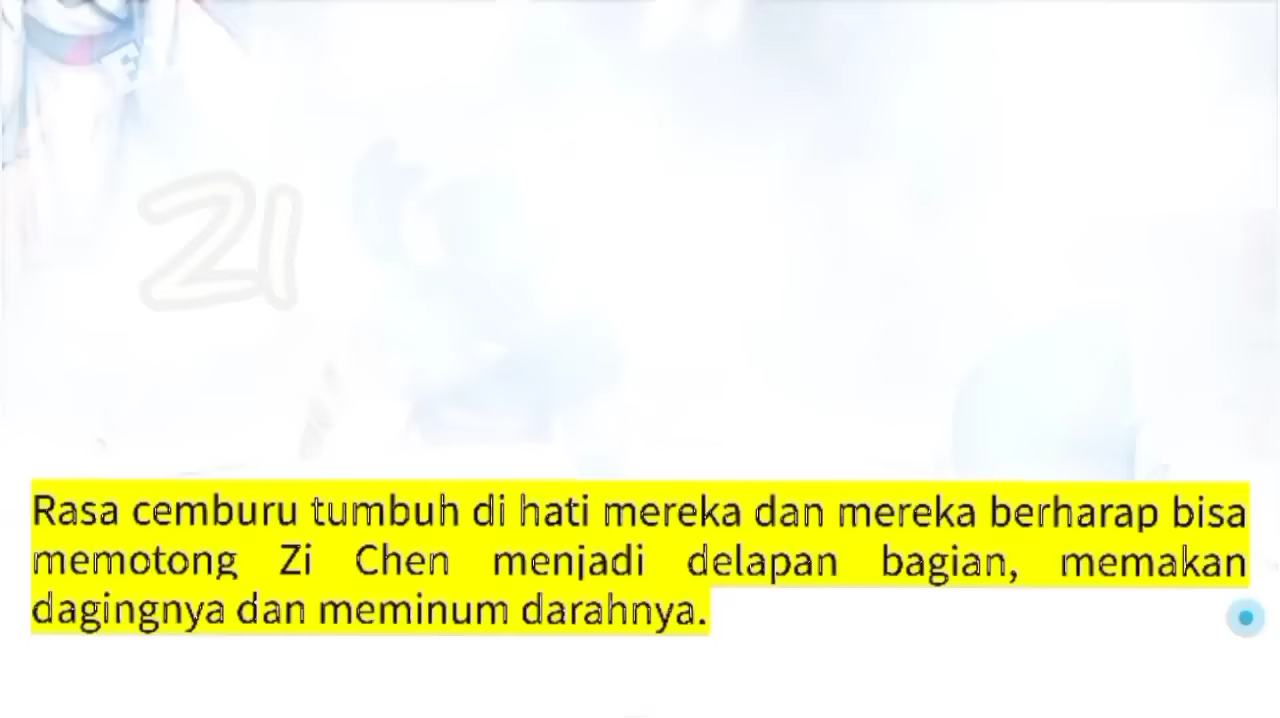 ZI
Rasa cemburu tumbuh di hati mereka dan mereka berharap bisa
memotong Zi Chen menjadi delapan bagian, memakan
dagingnya dan meminum darahnya.